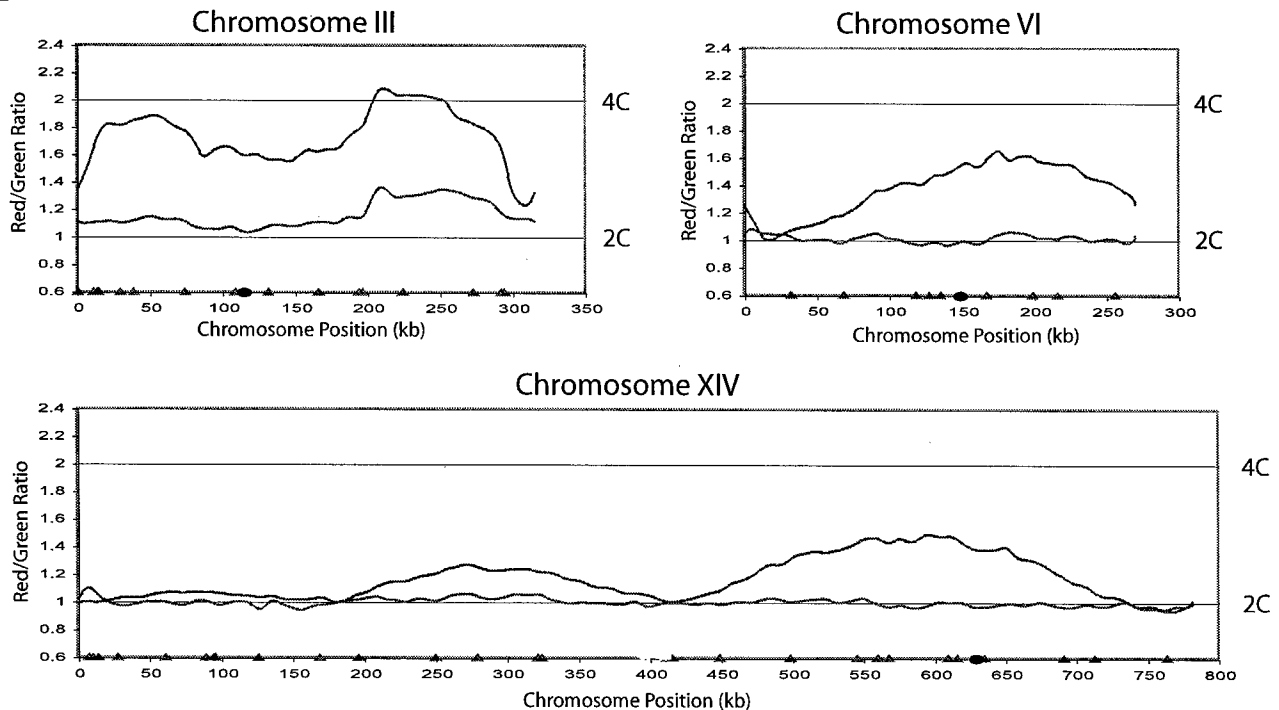 Chromosome III
2.4
2.2
2
1.8
1.6
1.4
1.2
1
0.8
0.6
Red/Green Ratio
4C
2C
0 50 100 150 200 250 300 350
Chromosome Position (kb)
Chromosome VI
2.4
2.2
2
1.8
1.6
1.4
1.2
1
0.8
0.6
Red/Green Ratio
4C
2C
0 50 100 150 200 250 300
Chromosome Position (kb)
Chromosome XIV
2.4
2.2
2
1.8
1.6
1.4
1.2
1
0.8
0.6
Red/Green Ratio
4C
2C
0 50 100 150 200 250 300 350 400 450 500 550 600 650 700 750 800
Chromosome Position (kb)